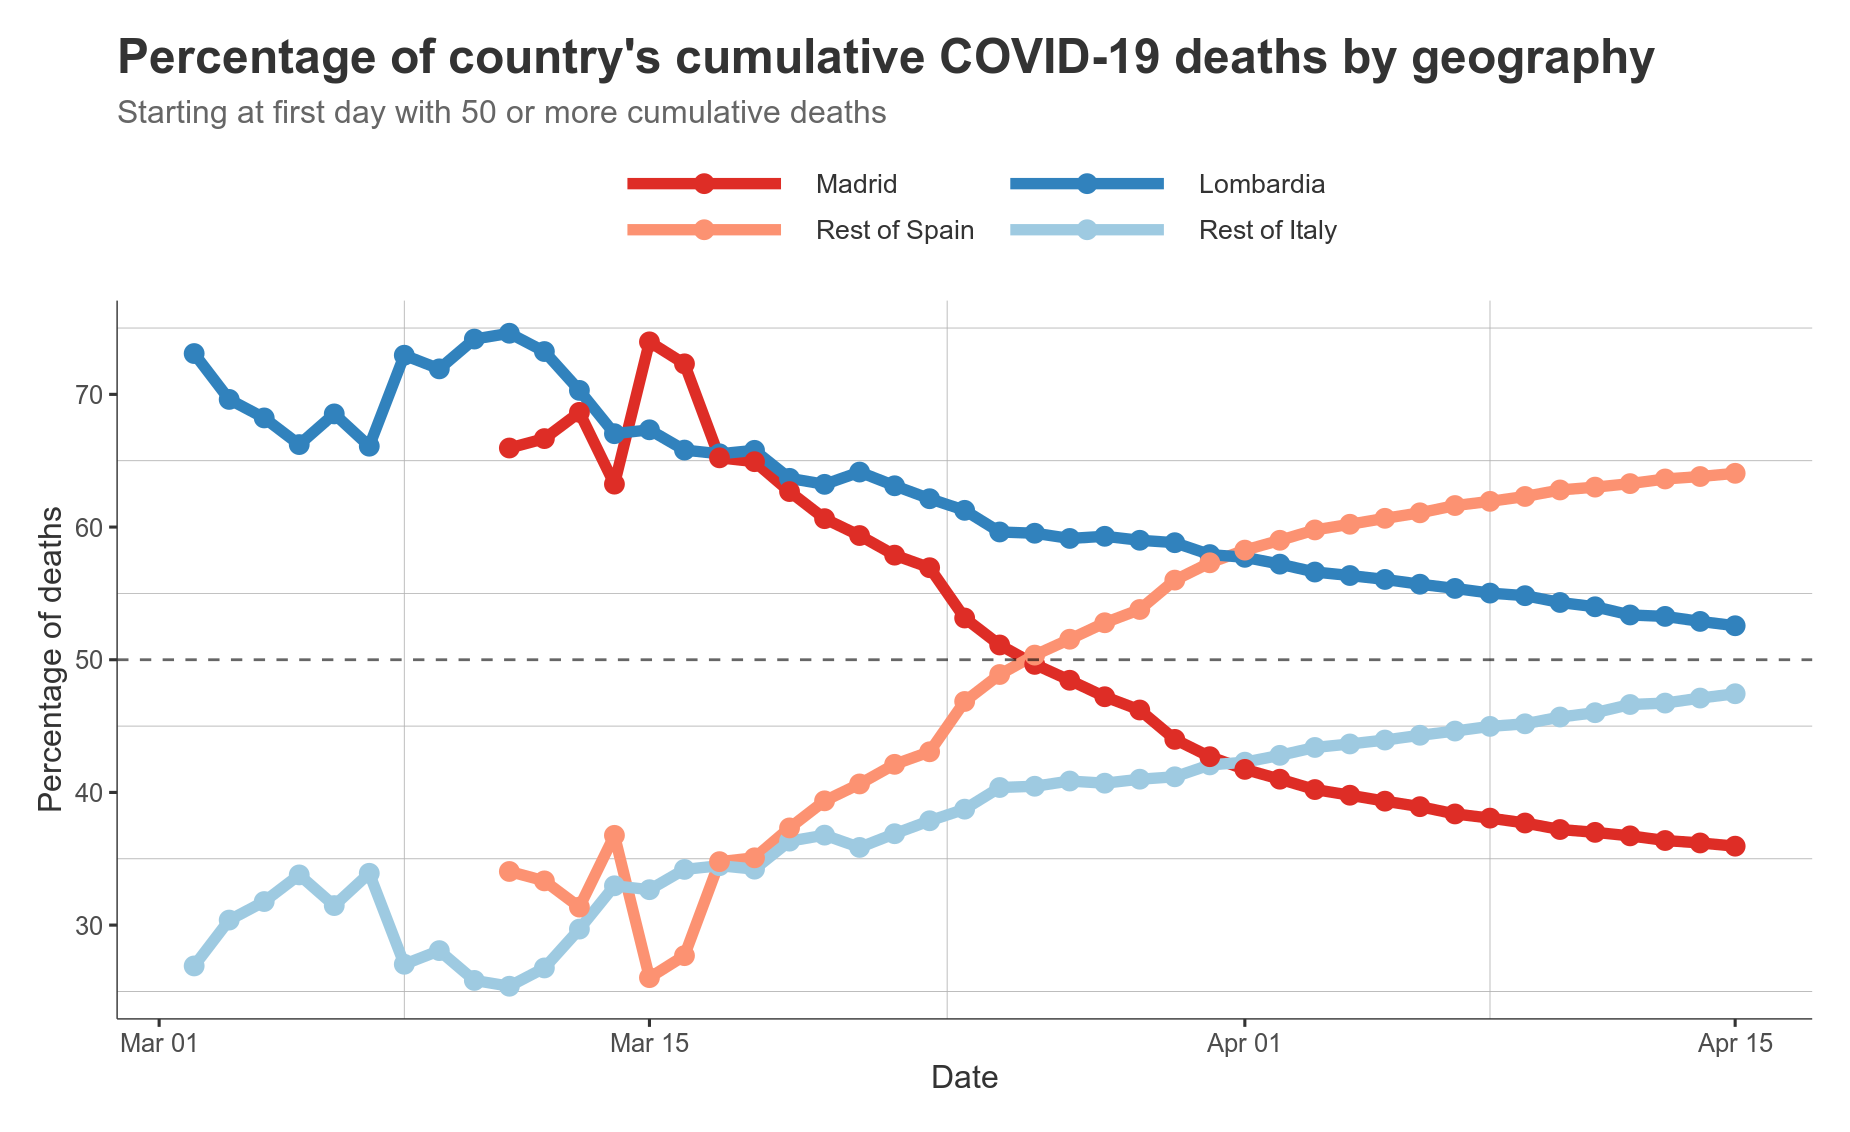 Percentage of country's cumulative COVID-19 deaths by geography
Starting at first day with 50 or more cumulative deaths
Madrid
Lombardia
Rest of Spain
Rest of Italy
Percentage of deaths
70
60
50
40
30
Mar 01
Mar 15
Apr 01
Apr 15
Date